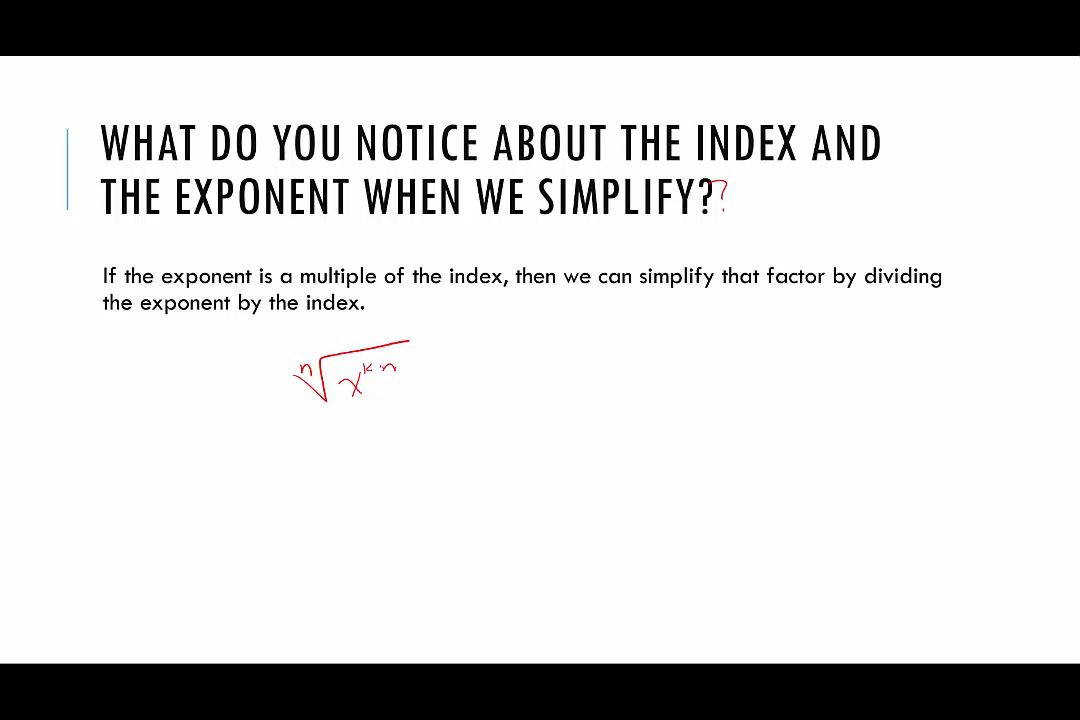 WHAT DO YOU NOTICE ABOUT THE INDEX AND
THE EXPONENT WHEN WE SIMPLIFY??
If the exponent is a multiple of the index, then we can simplify that factor by dividing
the exponent by the index.
ⁿ√x^{k·n}